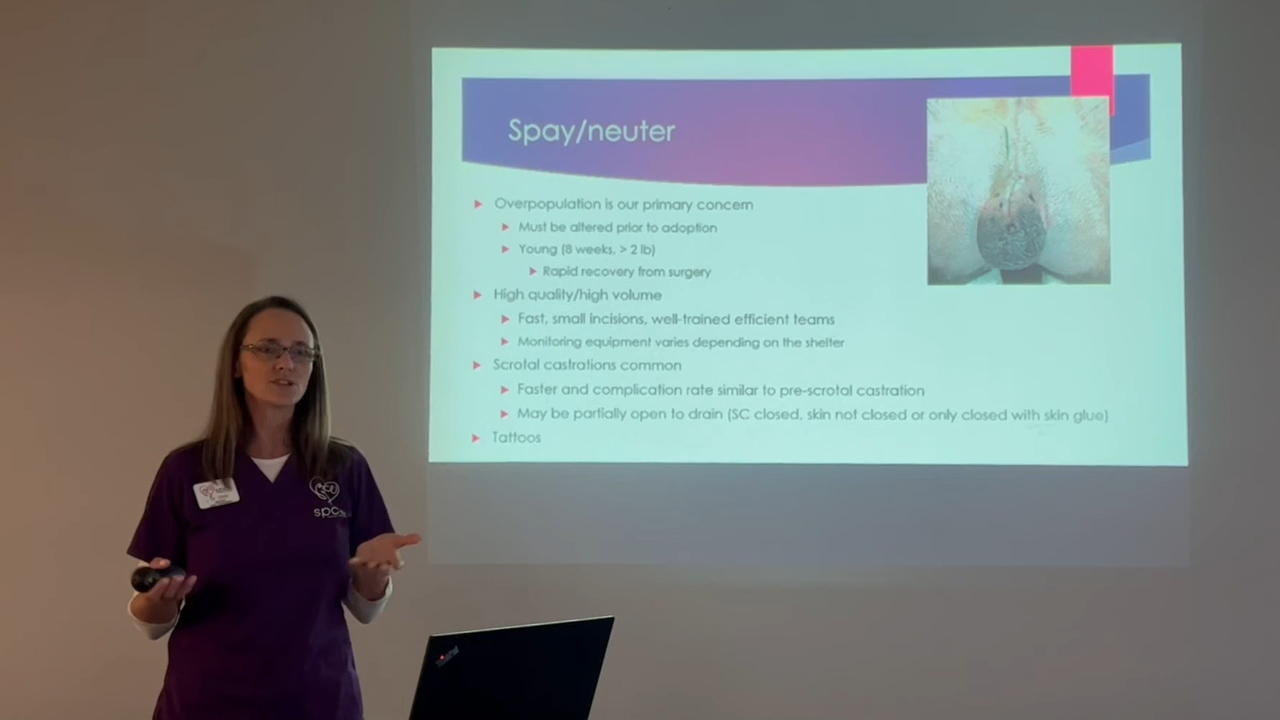 Spay/neuter
Overpopulation is our primary concern
Must be altered prior to adoption
Young (8 weeks, > 2 lb)
Rapid recovery from surgery
High quality/high volume
Fast, small incisions, well-trained efficient teams
Monitoring equipment varies depending on the shelter
Scrotal castrations common
Faster and complication rate similar to pre-scrotal castration
May be partially open to drain (SC closed, skin not closed or only closed with skin glue)
Tattoos
ThinkPad